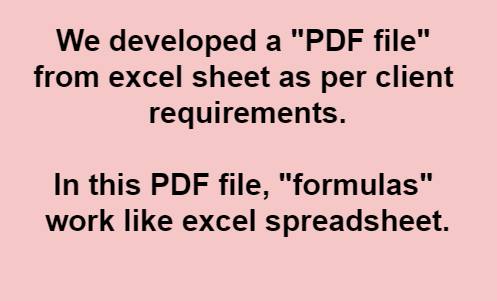 We developed a "PDF file"
from excel sheet as per client
requirements.
In this PDF file, "formulas"
work like excel spreadsheet.